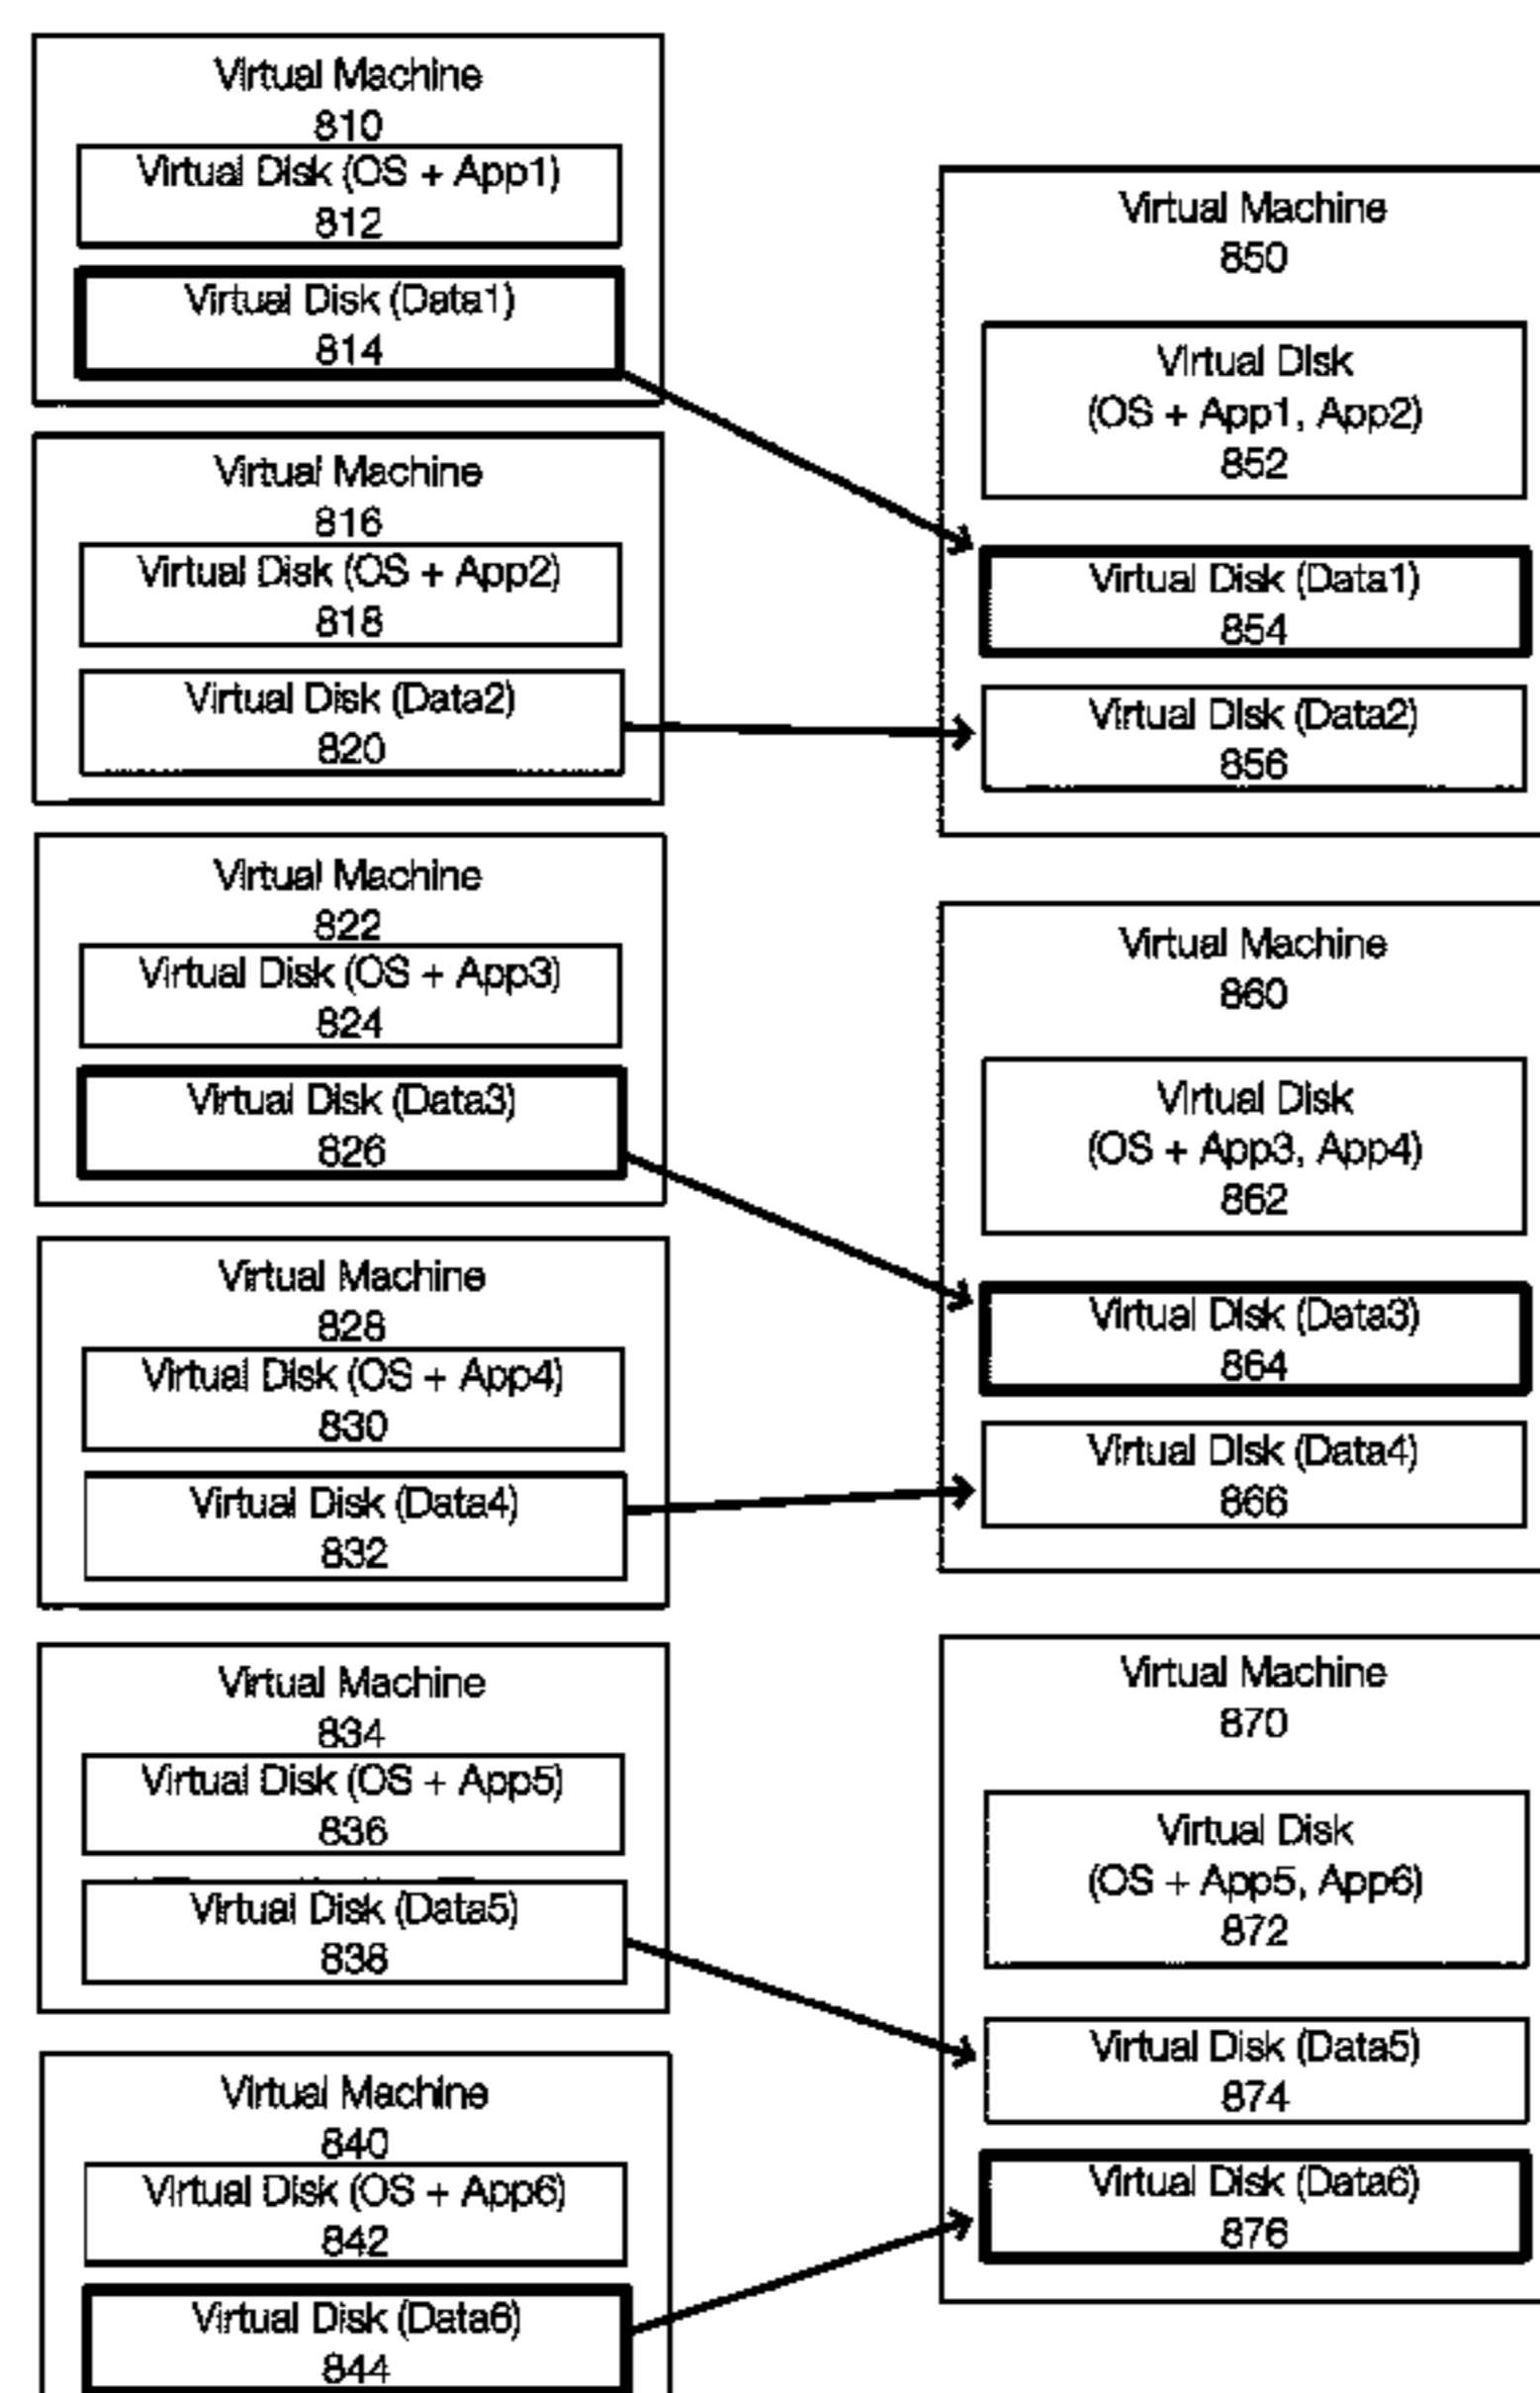 Virtual Machine
810
Virtual Disk (OS + App1)
812
Virtual Disk (Data1)
814
Virtual Machine
816
Virtual Disk (OS + App2)
818
Virtual Disk (Data2)
820
Virtual Machine
822
Virtual Disk (OS + App3)
824
Virtual Disk (Data3)
826
Virtual Machine
828
Virtual Disk (OS + App4)
830
Virtual Disk (Data4)
832
Virtual Machine
834
Virtual Disk (OS + App5)
836
Virtual Disk (Data5)
838
Virtual Machine
840
Virtual Disk (OS + App6)
842
Virtual Disk (Data6)
844
Virtual Machine
850
Virtual Disk
(OS + App1, App2)
852
Virtual Disk (Data1)
854
Virtual Disk (Data2)
856
Virtual Machine
860
Virtual Disk
(OS + App3, App4)
862
Virtual Disk (Data3)
864
Virtual Disk (Data4)
866
Virtual Machine
870
Virtual Disk
(OS + App5, App6)
872
Virtual Disk (Data5)
874
Virtual Disk (Data6)
876